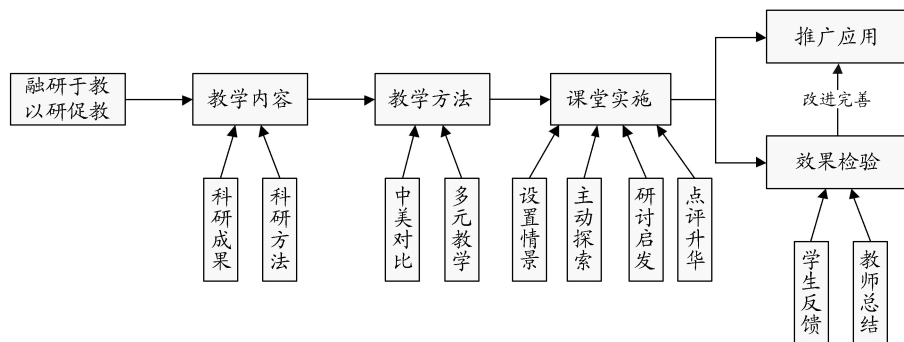 融研于教
以研促教
教学内容
教学方法
课堂实施
推广应用
改进完善
效果检验
科研成果
科研方法
中美对比
多元教学
设置情景
主动探索
研讨启发
点评升华
学生反馈
教师总结